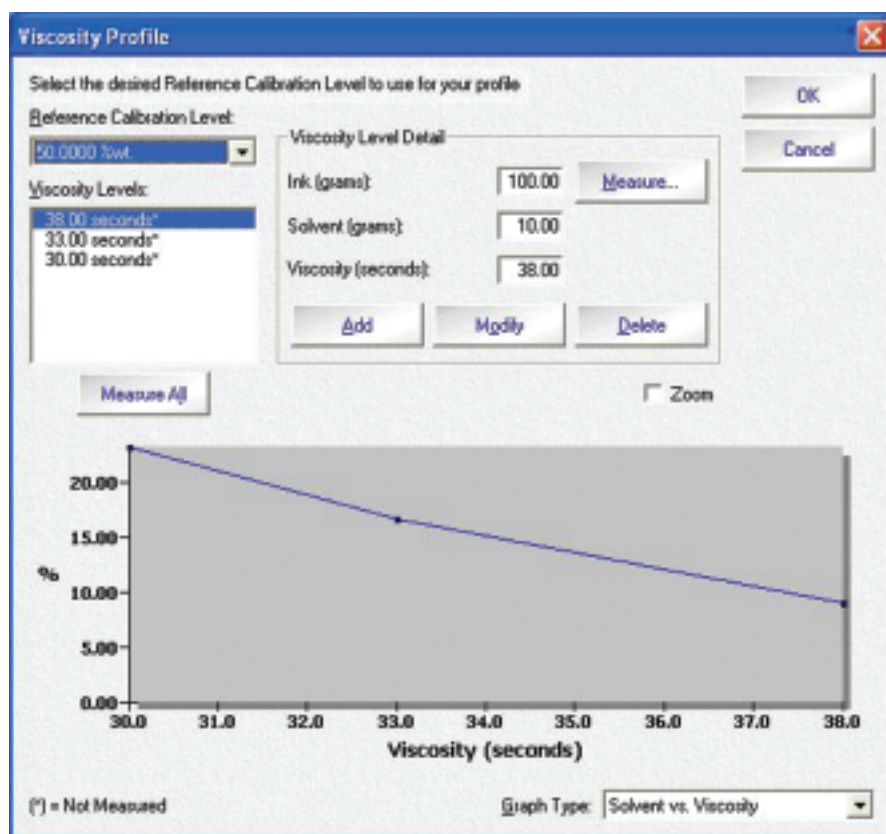 Viscosity Profile
Select the desired Reference Calibration Level to use for your profile
OK
Reference Calibration Level:
50.0000 %wt.
Cancel
Viscosity Level Detail
Ink (grams): 100.00 Measure...
Viscosity Levels:
38.00 seconds*
33.00 seconds*
30.00 seconds*
Solvent (grams): 10.00
Viscosity (seconds): 38.00
Add Modify Delete
Measure All
Zoom
20.00
15.00
%
10.00
5.00
0.00
30.0 31.0 32.0 33.0 34.0 35.0 36.0 37.0 38.0
Viscosity (seconds)
(*) = Not Measured
Graph Type: Solvent vs. Viscosity